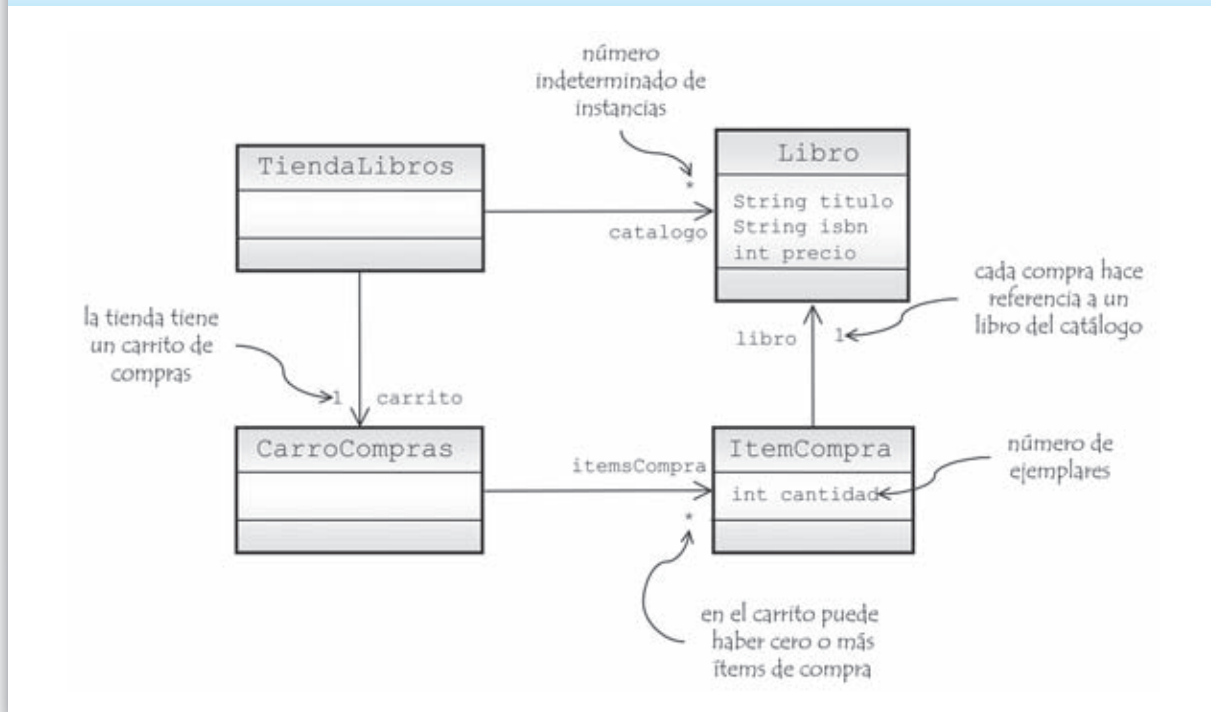 número
indeterminado de
instancias
TiendaLibros
*
catalogo
Libro
String titulo
String isbn
int precio
cada compra hace
referencia a un
libro del catálogo
la tienda tiene
un carrito de
compras
libro
1
1
carrito
CarroCompras
itemsCompra
*
ItemCompra
int cantidad
número de
ejemplares
en el carrito puede
haber cero o más
ítems de compra